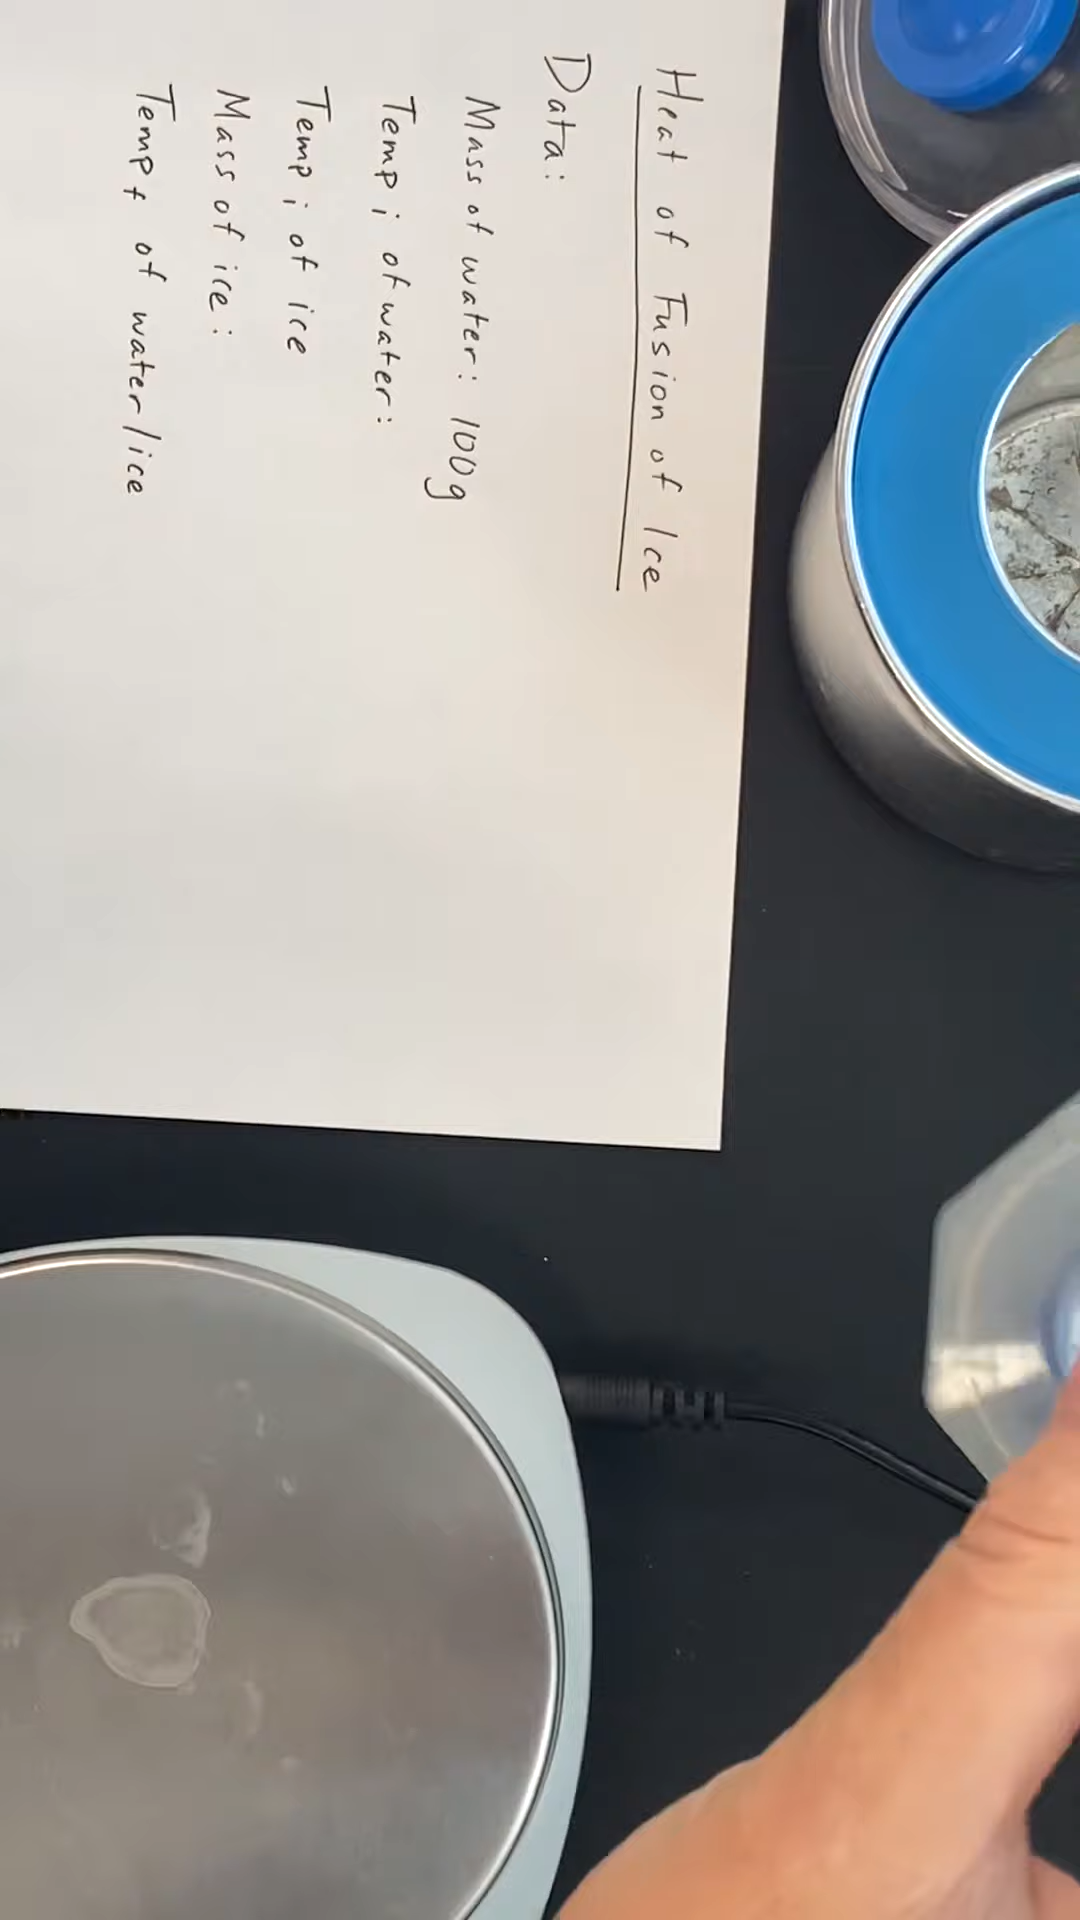 Heat of Fusion of Ice
Data:
Mass of water: 100g
Temp i of water:
Temp i of ice
Mass of ice:
Temp f of water/ice